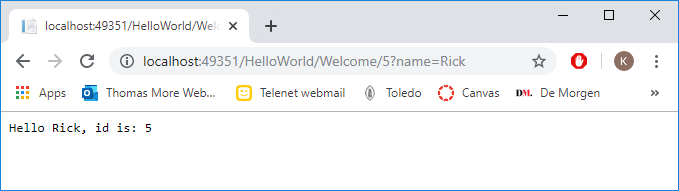 localhost:49351/HelloWorld/Welc
localhost:49351/HelloWorld/Welcome/5?name=Rick
K
Apps Thomas More Web... Telenet webmail Toledo Canvas DM. De Morgen »
Hello Rick, id is: 5